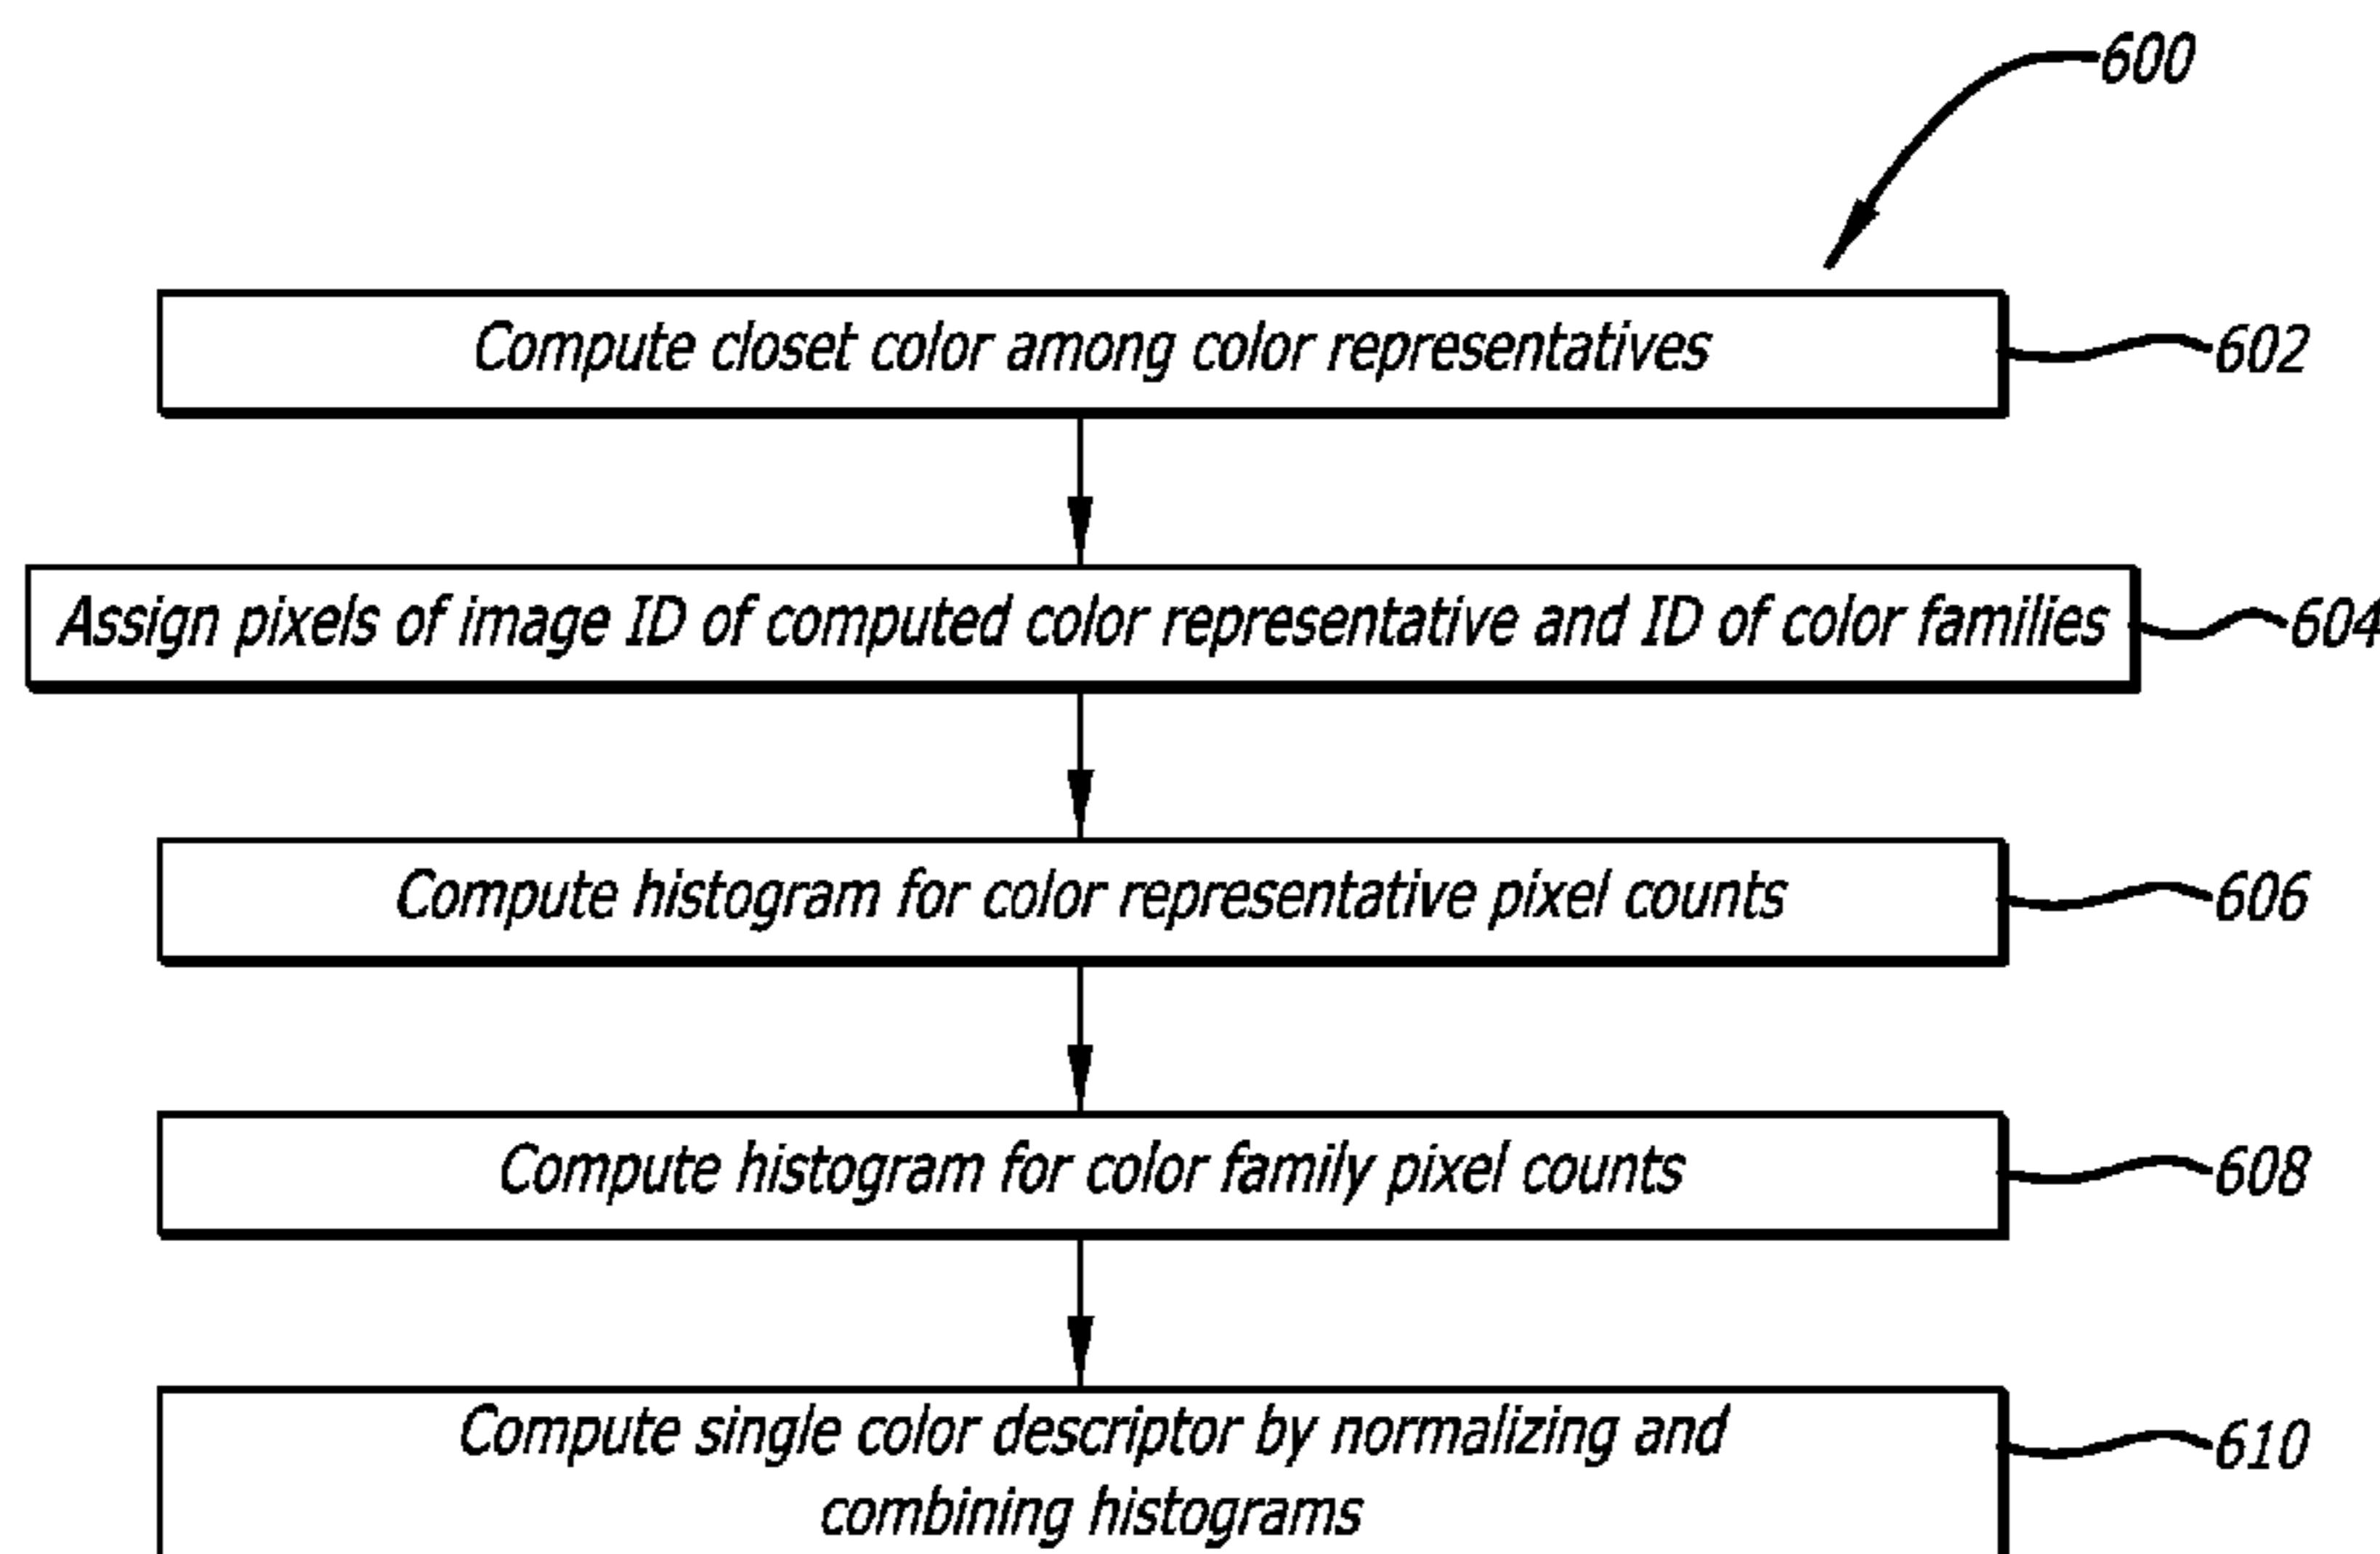 600
Compute closet color among color representatives
602
Assign pixels of image ID of computed color representative and ID of color families
604
Compute histogram for color representative pixel counts
606
Compute histogram for color family pixel counts
608
Compute single color descriptor by normalizing and
combining histograms
610